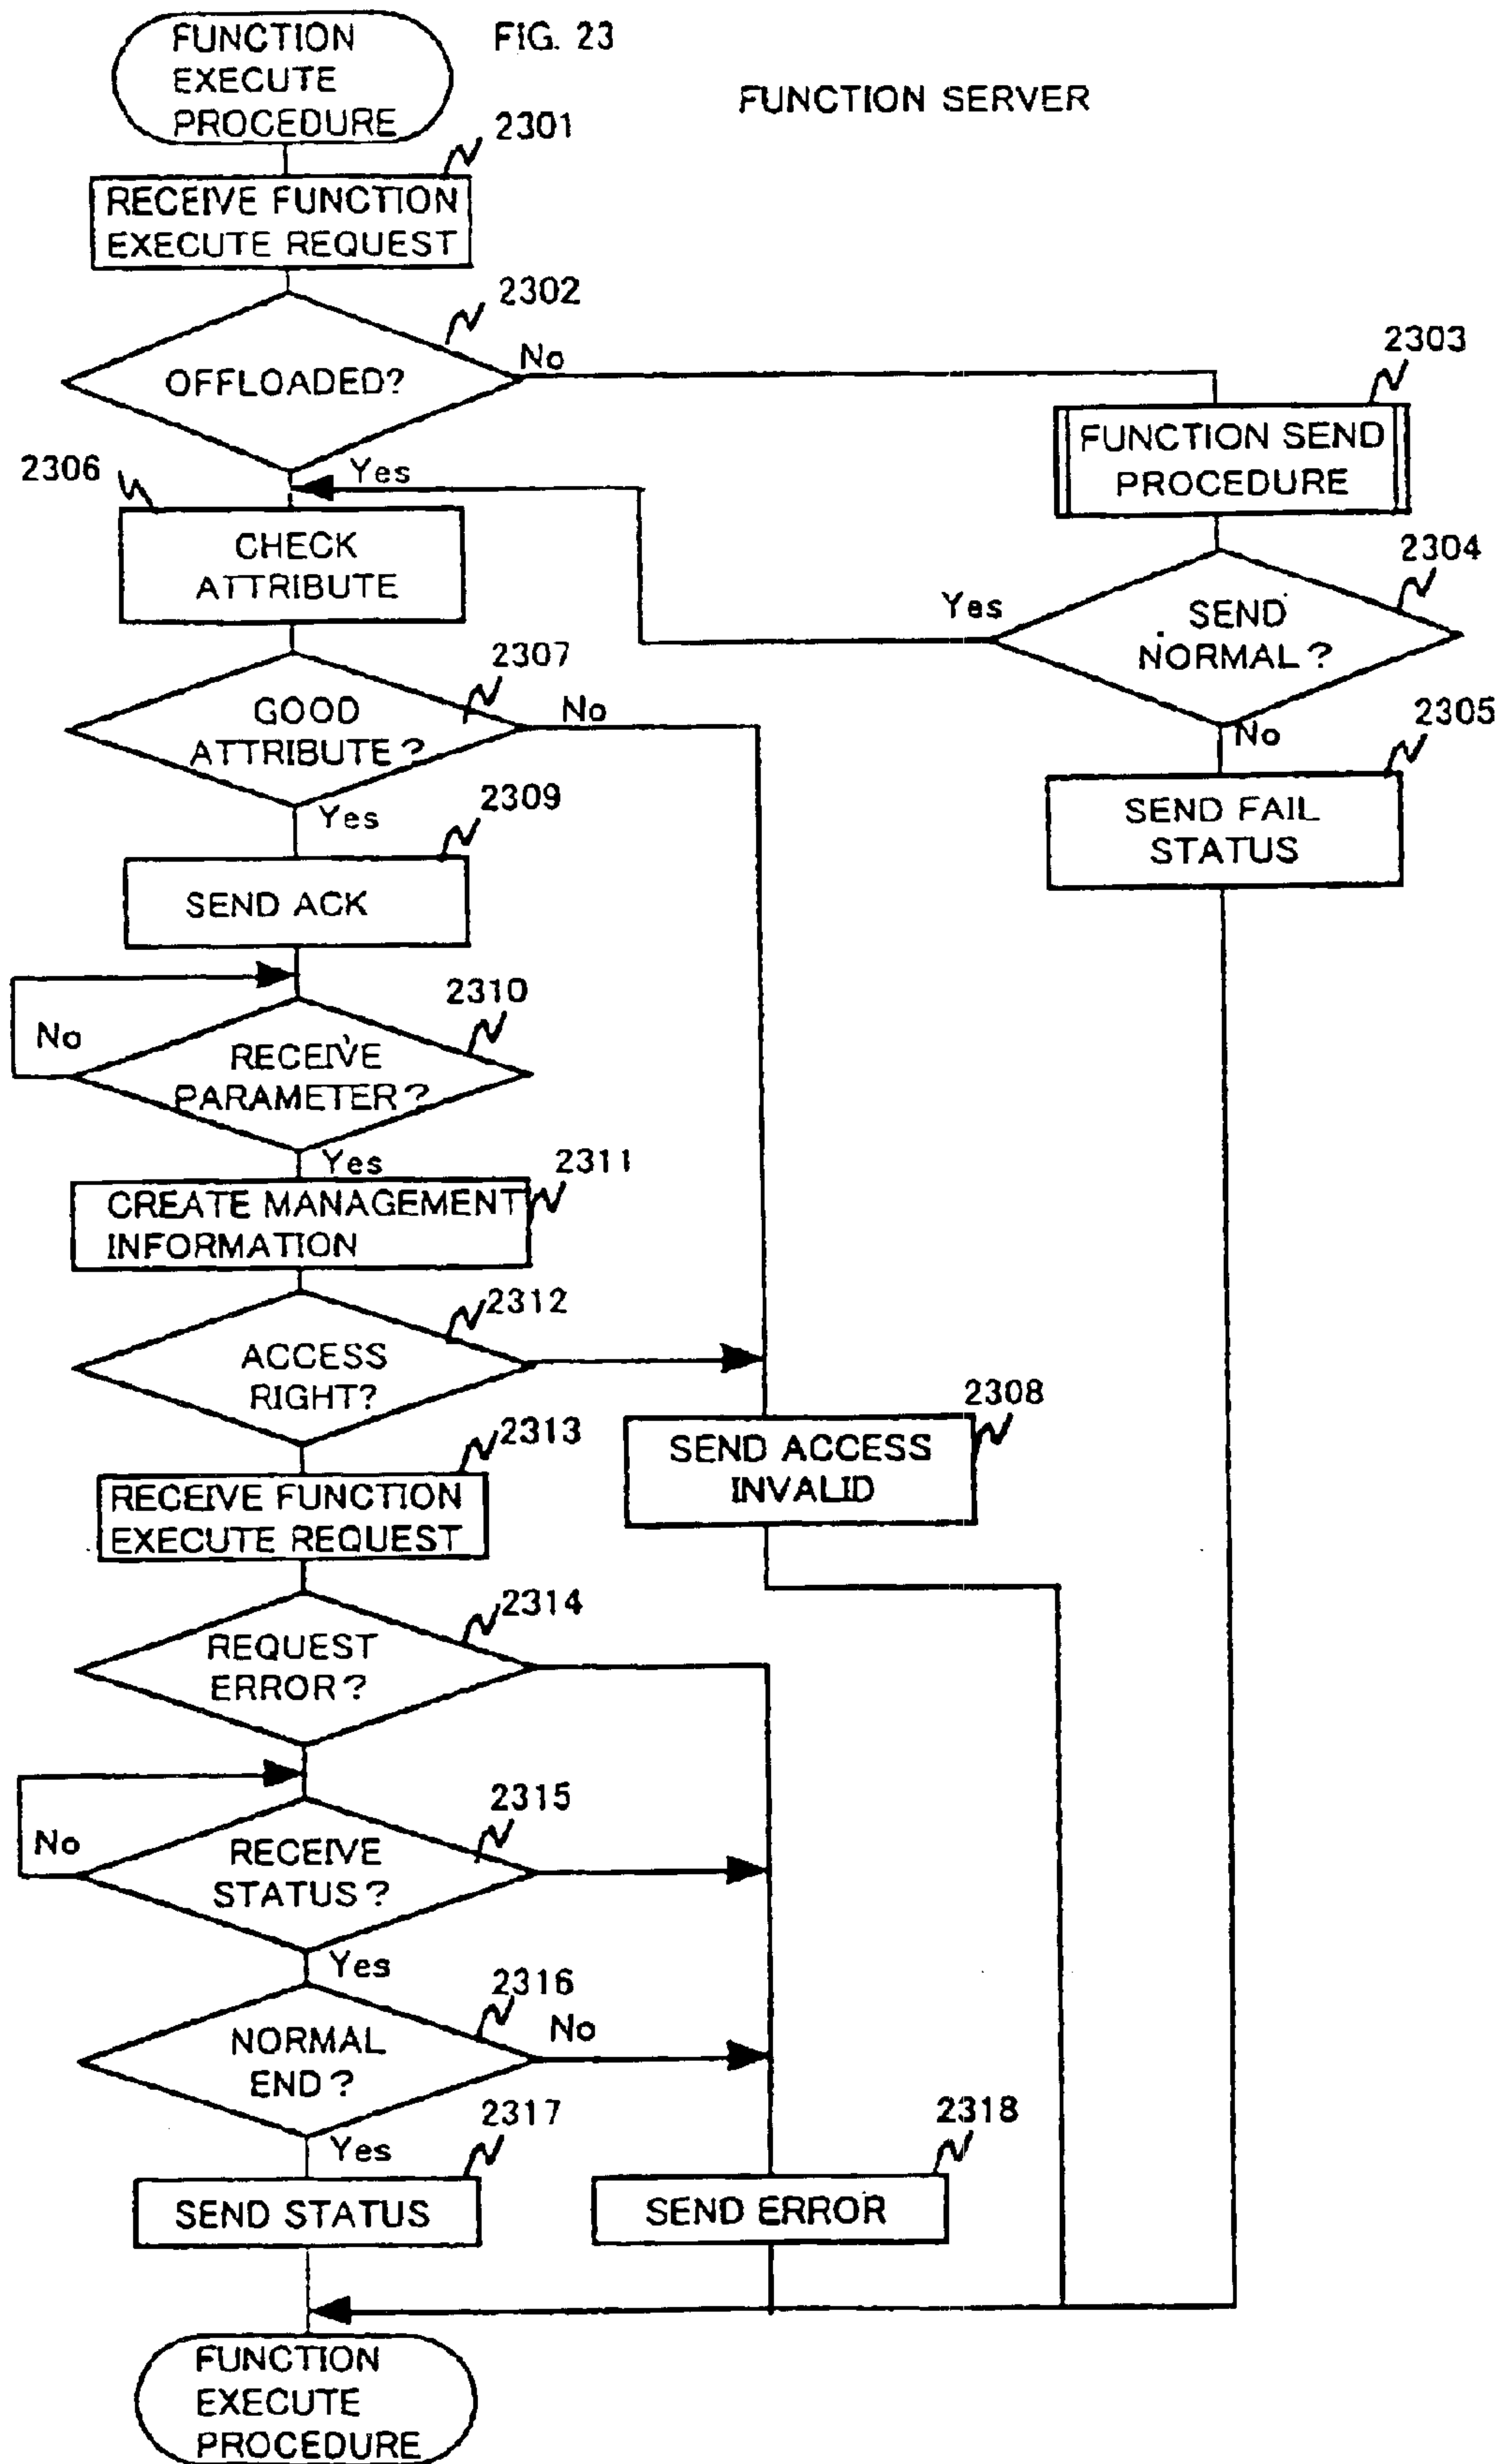 FUNCTION
EXECUTE
PROCEDURE
FIG. 23
FUNCTION SERVER
2301
RECEIVE FUNCTION
EXECUTE REQUEST
2302
OFFLOADED?
No
2303
FUNCTION SEND
PROCEDURE
2306
Yes
CHECK
ATTRIBUTE
2304
Yes
SEND
NORMAL?
2307
GOOD
ATTRIBUTE?
No
2305
No
SEND FAIL
STATUS
Yes
2309
SEND ACK
2310
No
RECEIVE
PARAMETER?
Yes
2311
CREATE MANAGEMENT
INFORMATION
2312
ACCESS
RIGHT?
2308
SEND ACCESS
INVALID
2313
RECEIVE FUNCTION
EXECUTE REQUEST
2314
REQUEST
ERROR?
2315
No
RECEIVE
STATUS?
Yes
2316
No
NORMAL
END?
2317
Yes
SEND STATUS
2318
SEND ERROR
FUNCTION
EXECUTE
PROCEDURE